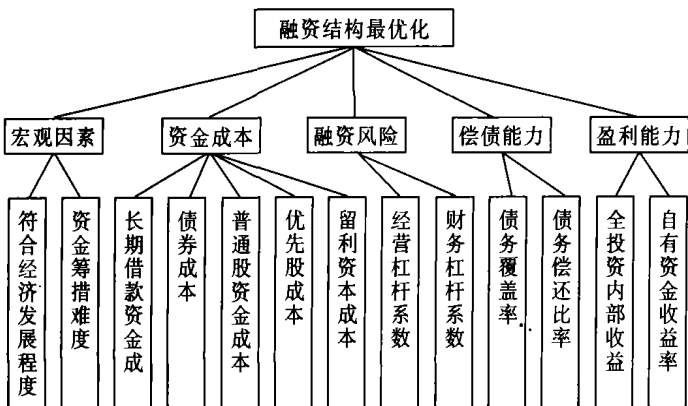 融资结构最优化
宏观因素
资金成本
融资风险
偿债能力
盈利能力
符合经济发展程度
资金筹措难度
长期借款资金成
债券成本
普通股资金成本
优先股成本
留利资本成本
经营杠杆系数
财务杠杆系数
债务覆盖率
债务偿还比率
全投资内部收益
自有资金收益率